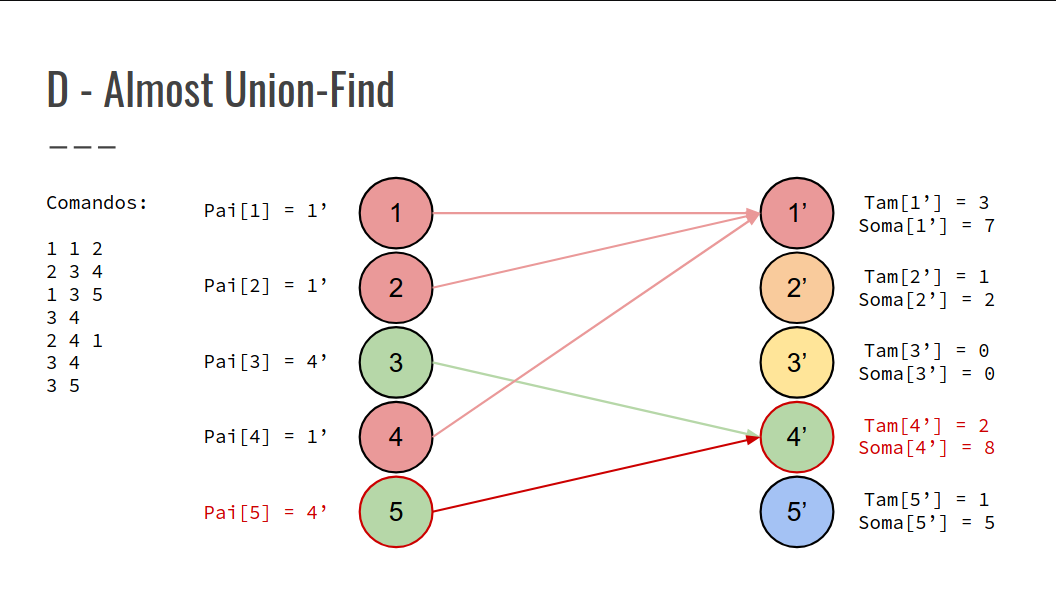 D - Almost Union-Find
___
Comandos:
1 1 2
2 3 4
1 3 5
3 4
2 4 1
3 4
3 5
Pai[1] = 1’
1
1’
Tam[1’] = 3
Soma[1’] = 7
Pai[2] = 1’
2
2’
Tam[2’] = 1
Soma[2’] = 2
Pai[3] = 4’
3
3’
Tam[3’] = 0
Soma[3’] = 0
Pai[4] = 1’
4
4’
Tam[4’] = 2
Soma[4’] = 8
Pai[5] = 4’
5
5’
Tam[5’] = 1
Soma[5’] = 5